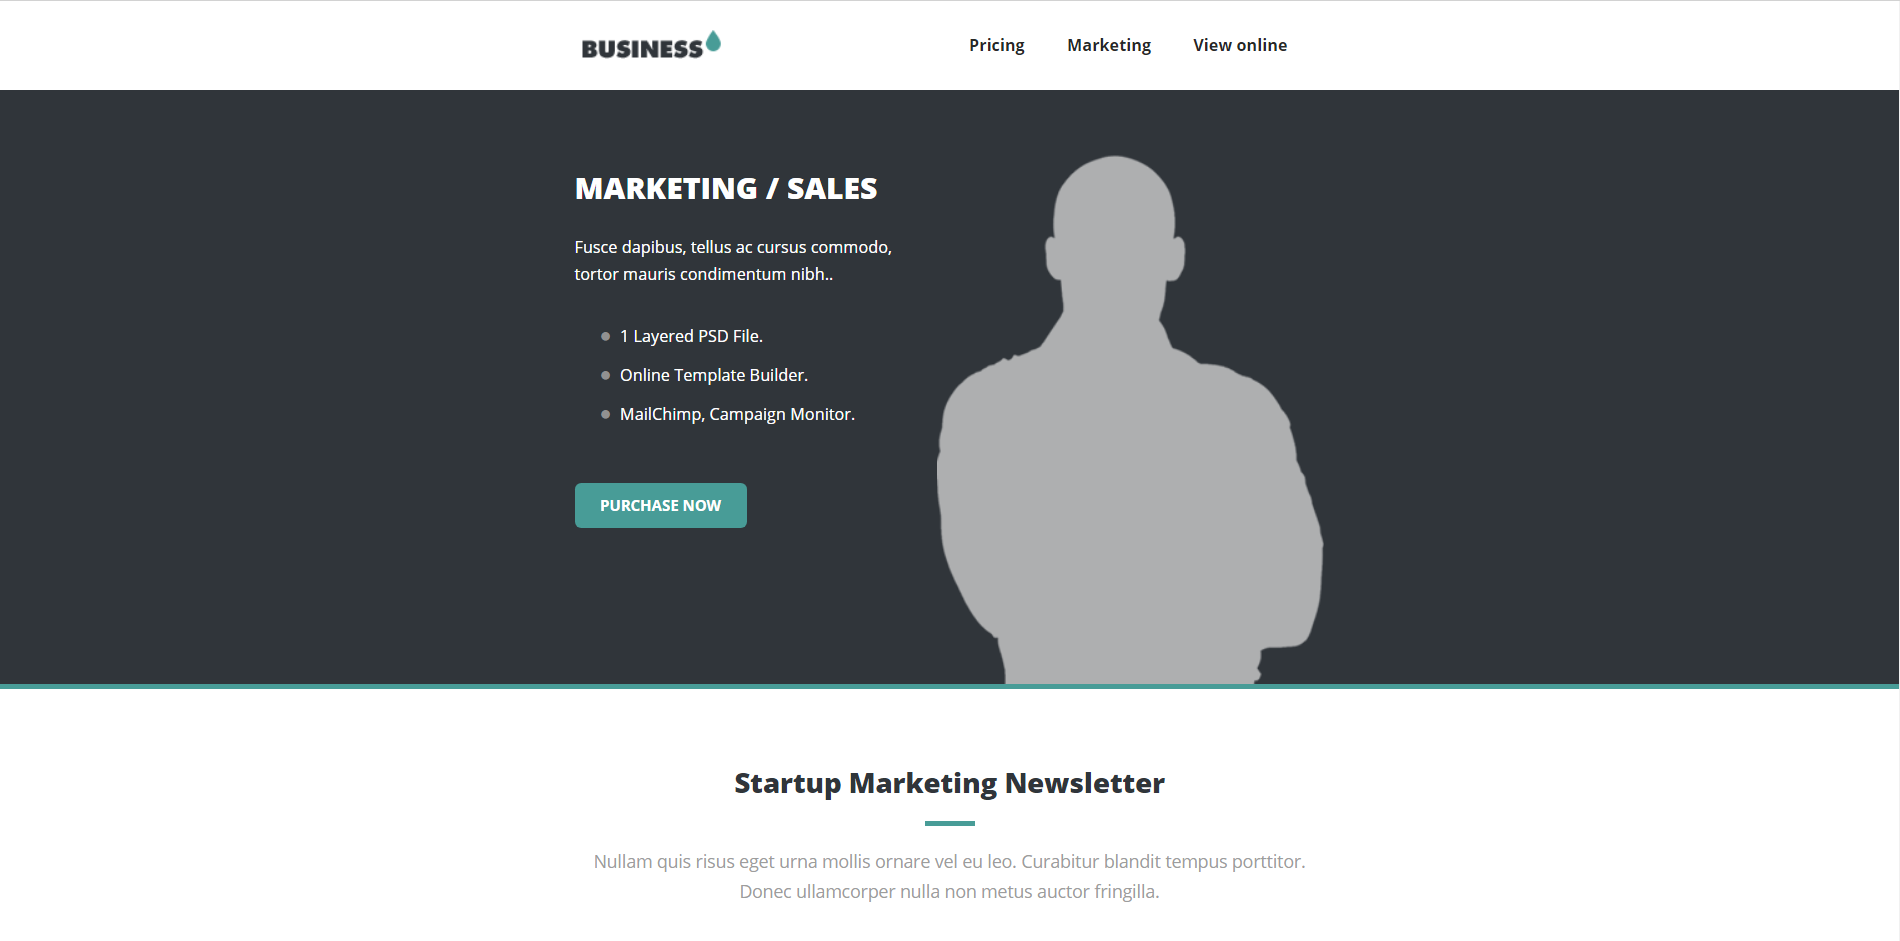 BUSINESS
Pricing
Marketing
View online
MARKETING / SALES
Fusce dapibus, tellus ac cursus commodo,
tortor mauris condimentum nibh..
1 Layered PSD File.
Online Template Builder.
MailChimp, Campaign Monitor.
PURCHASE NOW
Startup Marketing Newsletter
Nullam quis risus eget urna mollis ornare vel eu leo. Curabitur blandit tempus porttitor.
Donec ullamcorper nulla non metus auctor fringilla.